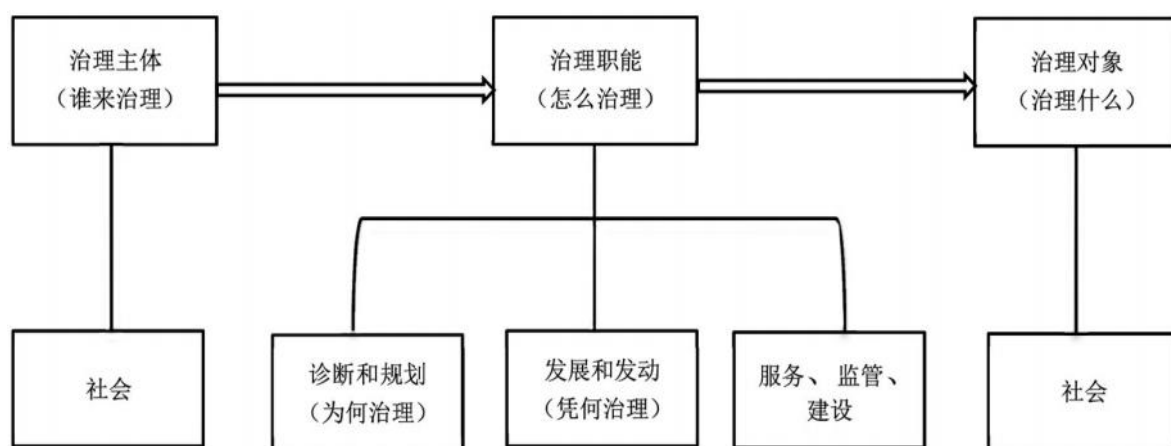 治理主体
（谁来治理）
治理职能
（怎么治理）
治理对象
（治理什么）
社会
诊断和规划
（为何治理）
发展和发动
（凭何治理）
服务、监管、
建设
社会